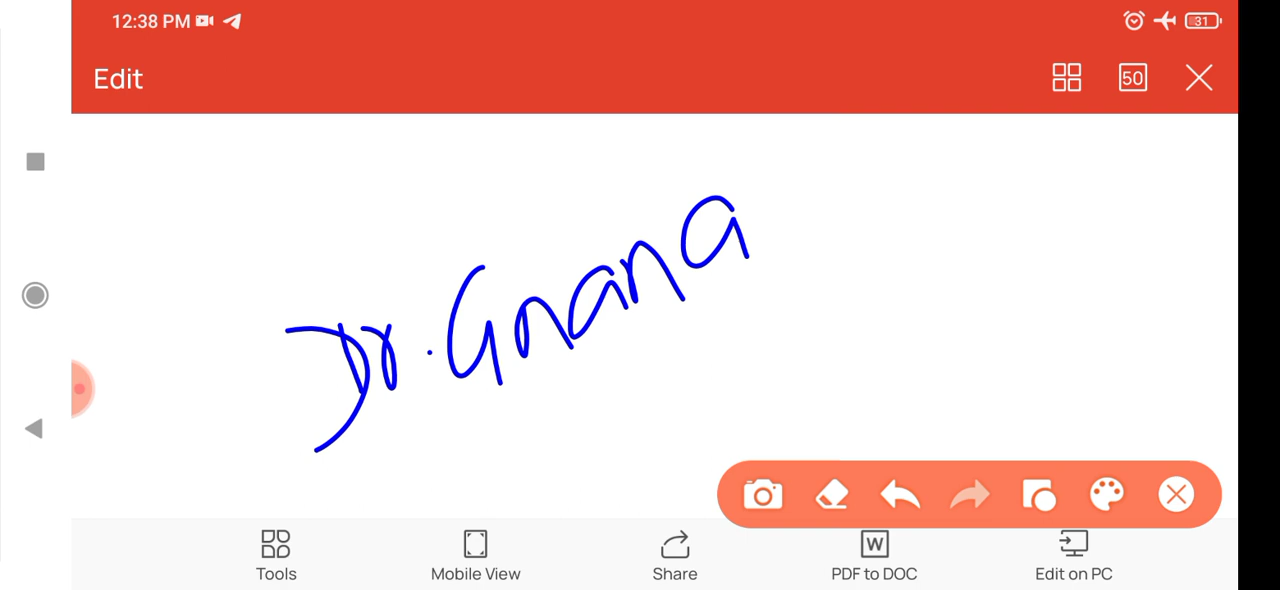 12:38 PM 31
Edit 50
Dr. Gnana
W
Tools Mobile View Share PDF to DOC Edit on PC